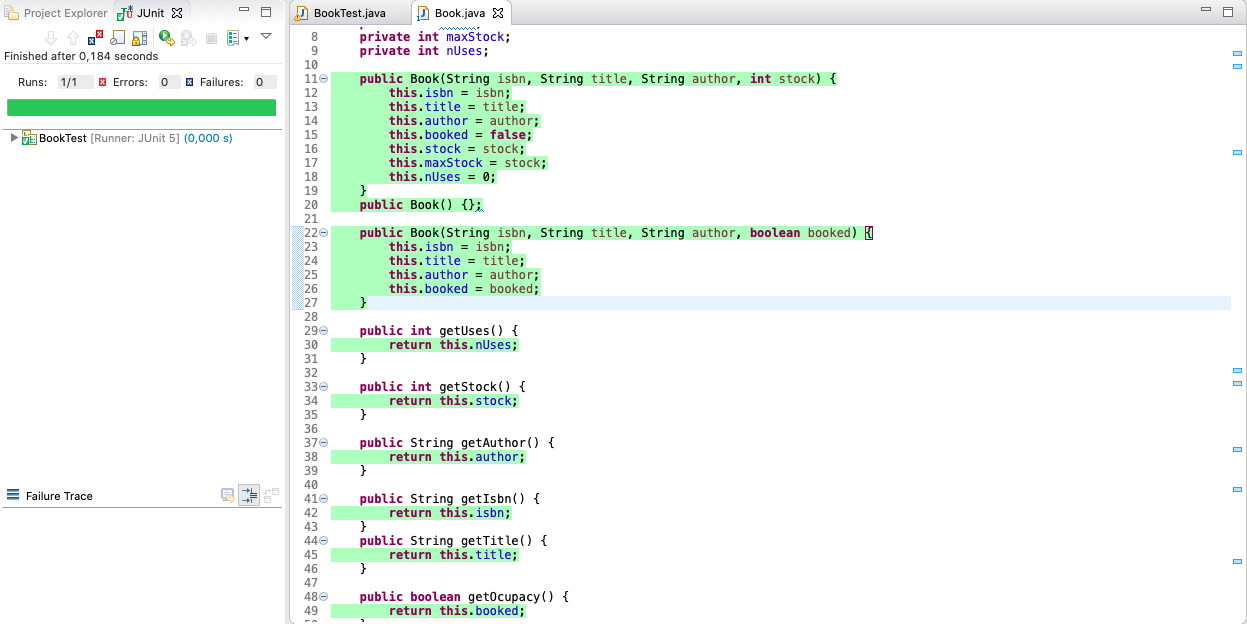 Project Explorer JUnit
Finished after 0,184 seconds
Runs: 1/1 Errors: 0 Failures: 0
BookTest [Runner: JUnit 5] (0,000 s)
Failure Trace
BookTest.java Book.java
8 private int maxStock;
9 private int nUses;
10
11 public Book(String isbn, String title, String author, int stock) {
12 this.isbn = isbn;
13 this.title = title;
14 this.author = author;
15 this.booked = false;
16 this.stock = stock;
17 this.maxStock = stock;
18 this.nUses = 0;
19 }
20 public Book() {};
21
22 public Book(String isbn, String title, String author, boolean booked) {
23 this.isbn = isbn;
24 this.title = title;
25 this.author = author;
26 this.booked = booked;
27 }
28
29 public int getUses() {
30 return this.nUses;
31 }
32
33 public int getStock() {
34 return this.stock;
35 }
36
37 public String getAuthor() {
38 return this.author;
39 }
40
41 public String getIsbn() {
42 return this.isbn;
43 }
44 public String getTitle() {
45 return this.title;
46 }
47
48 public boolean getOcupacy() {
49 return this.booked;